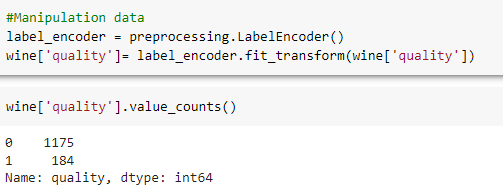 #Manipulation data
label_encoder = preprocessing.LabelEncoder()
wine['quality']= label_encoder.fit_transform(wine['quality'])
wine['quality'].value_counts()
0    1175
1     184
Name: quality, dtype: int64